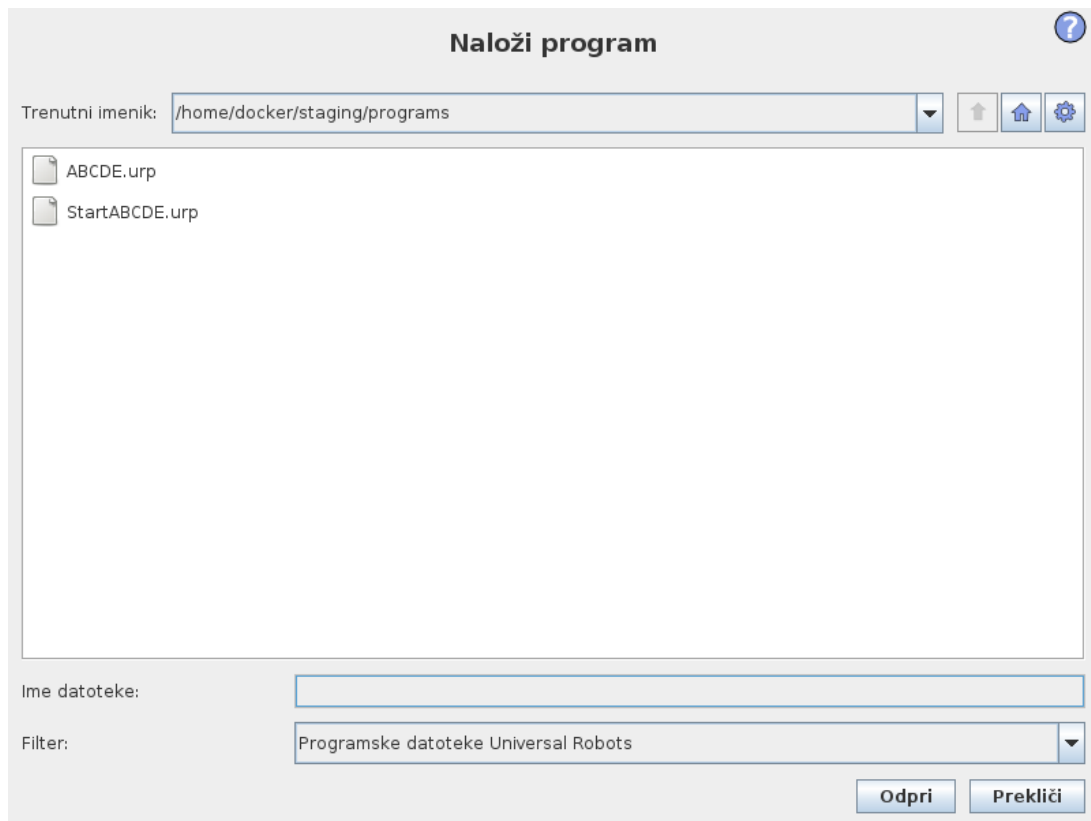 Naloži program
?
Trenutni imenik: /home/docker/staging/programs
ABCDE.urp
StartABCDE.urp
Ime datoteke:
Filter: Programske datoteke Universal Robots
Odpri Prekliči